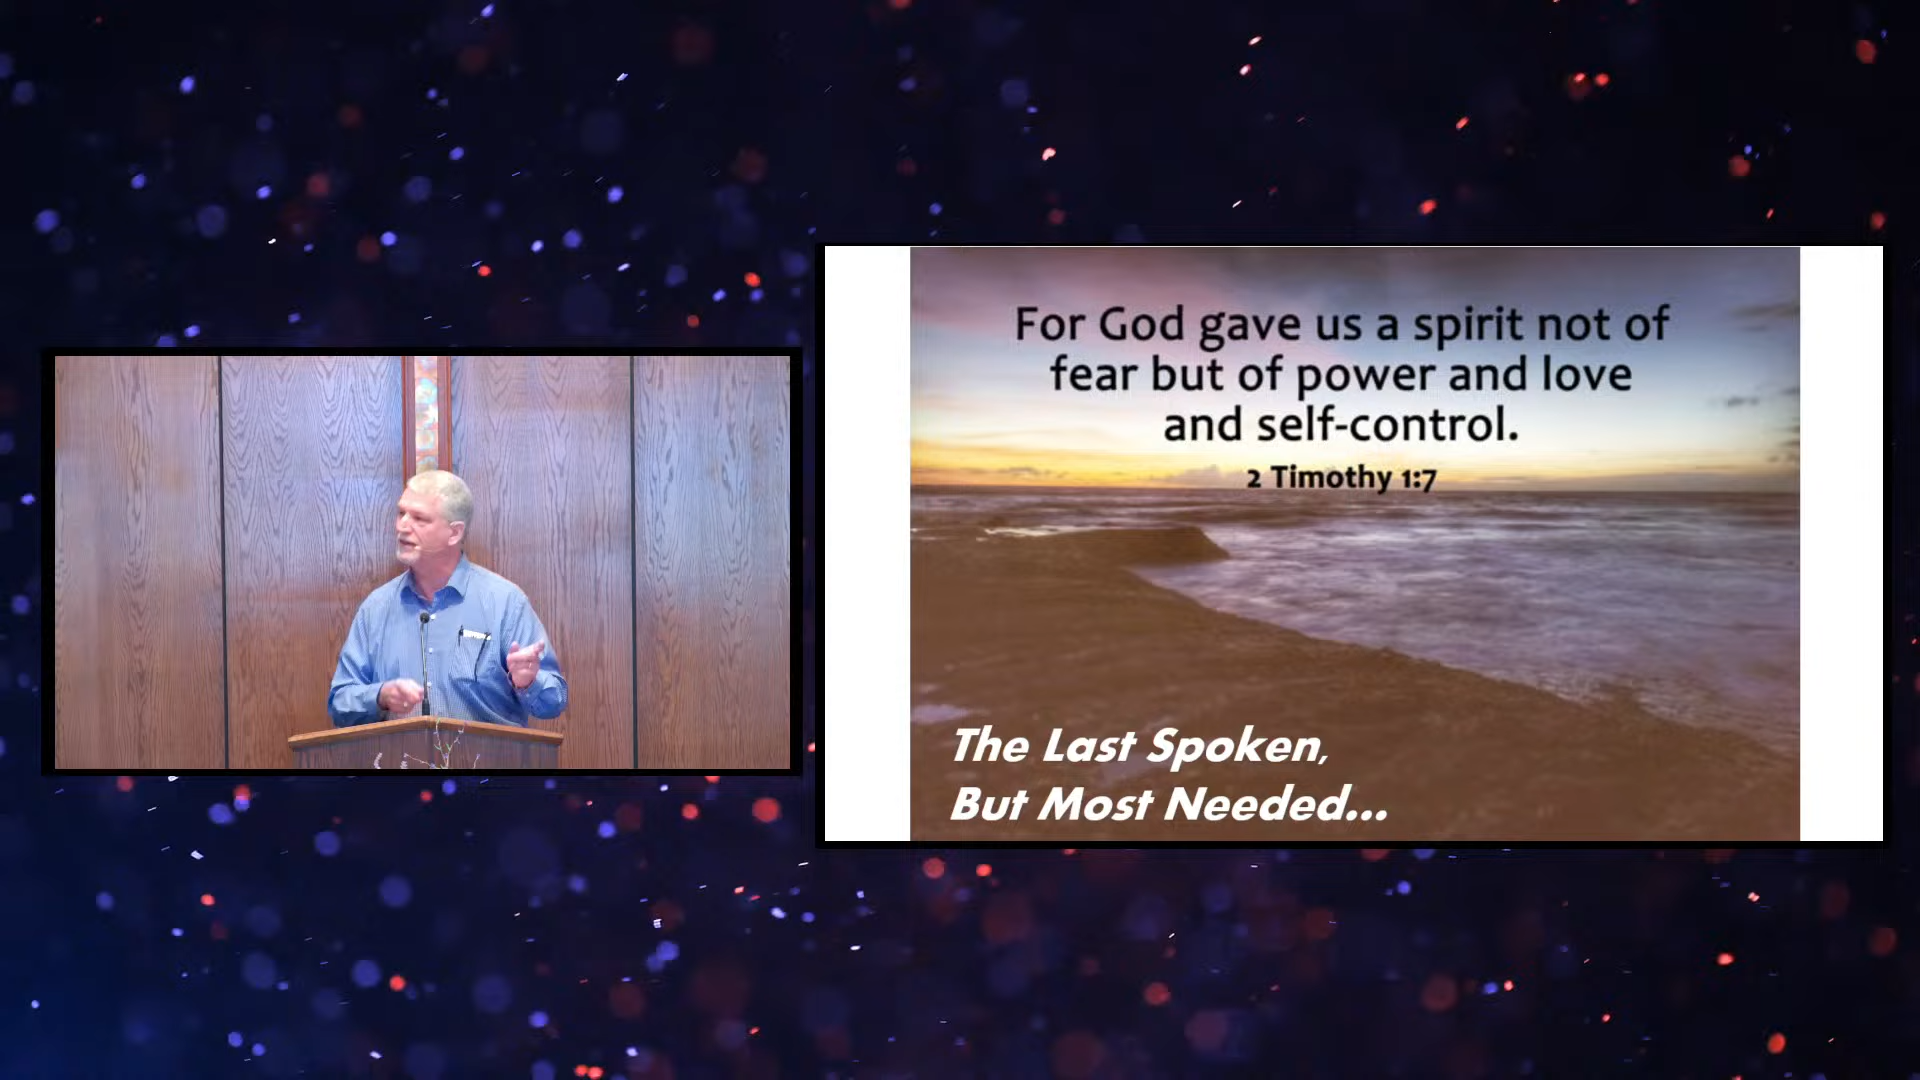 For God gave us a spirit not of
fear but of power and love
and self-control.
2 Timothy 1:7
The Last Spoken,
But Most Needed...